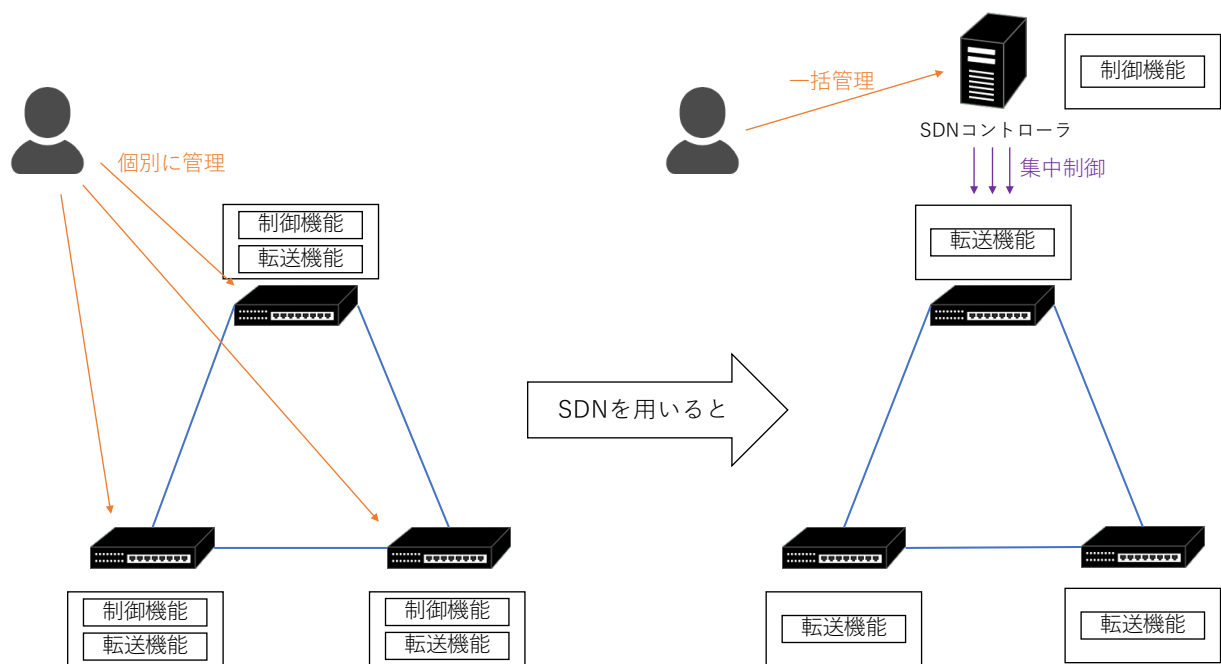 個別に管理
制御機能
転送機能
制御機能
転送機能
制御機能
転送機能
SDNを用いると
一括管理
制御機能
SDNコントローラ
集中制御
転送機能
転送機能
転送機能